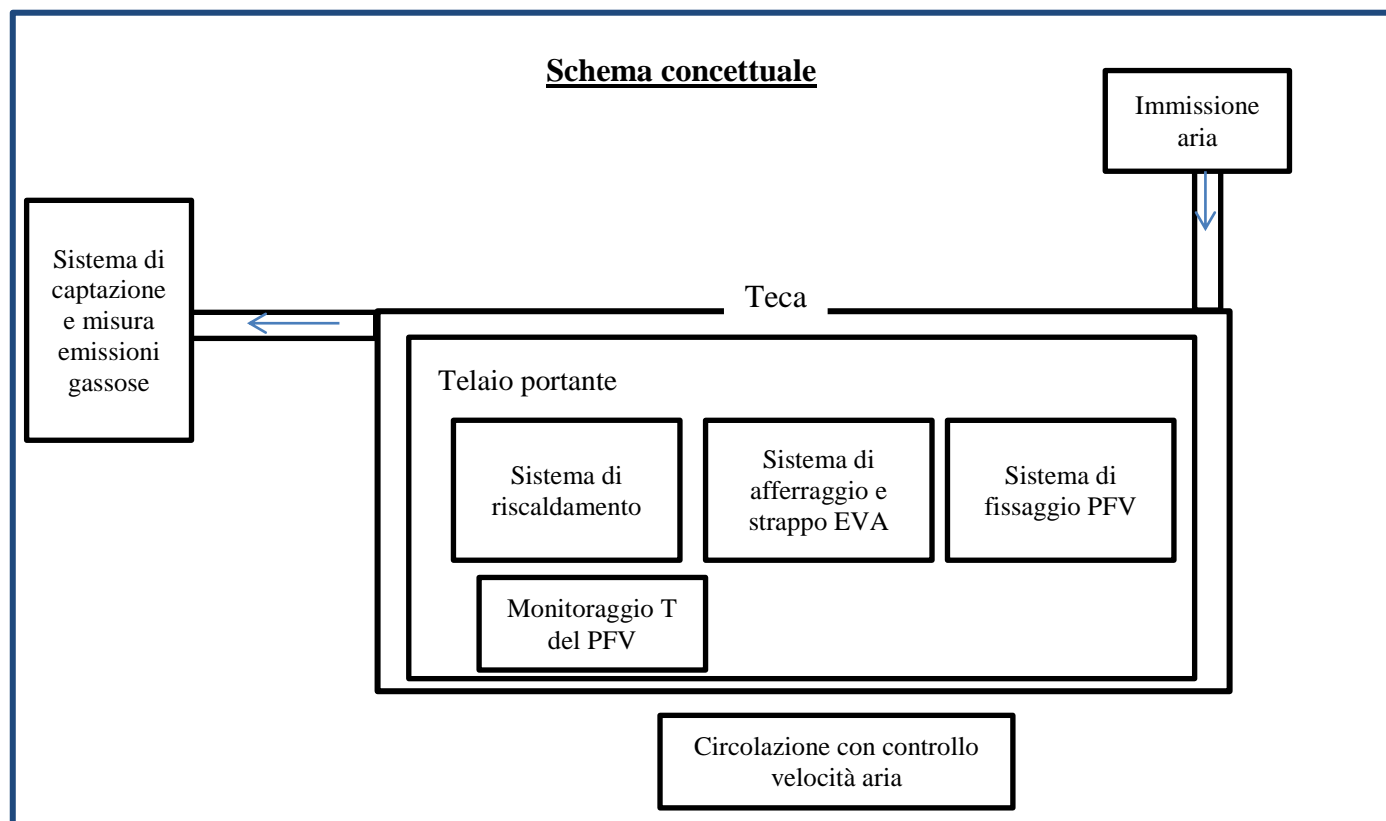 Schema concettuale
Immissione
aria
Sistema di
captazione
e misura
emissioni
gassose
Teca
Telaio portante
Sistema di
riscaldamento
Sistema di
afferraggio e
strappo EVA
Sistema di
fissaggio PFV
Monitoraggio T
del PFV
Circolazione con controllo
velocità aria